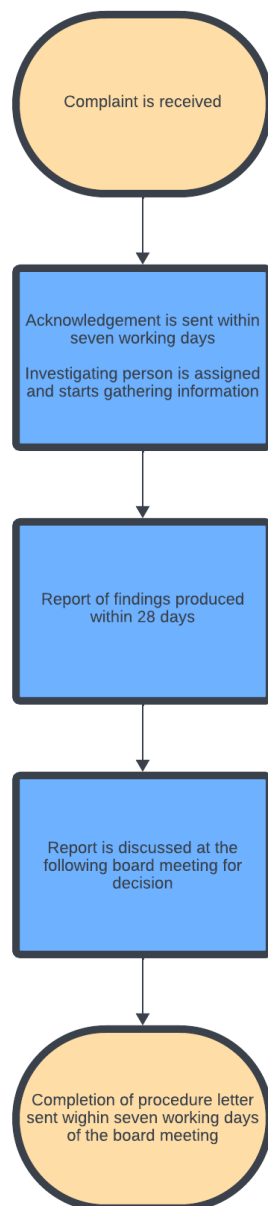 Complaint is received
Acknowledgement is sent within
seven working days
Investigating person is assigned
and starts gathering information
Report of findings produced
within 28 days
Report is discussed at the
following board meeting for
decision
Completion of procedure letter
sent wighin seven working days
of the board meeting